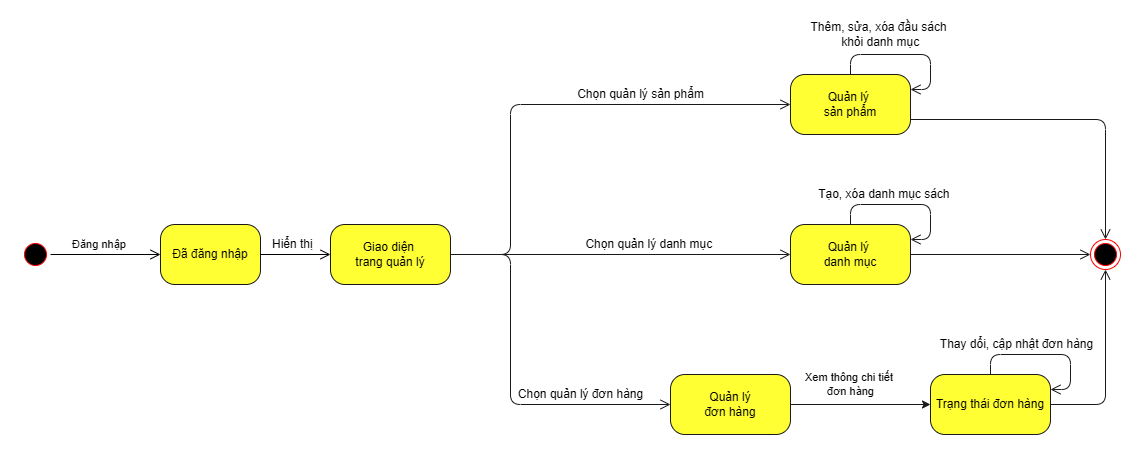 Thêm, sửa, xóa đầu sách
khỏi danh mục
Chọn quản lý sản phẩm
Quản lý
sản phẩm
Tạo, xóa danh mục sách
Đăng nhập
Đã đăng nhập
Hiển thị
Giao diện
trang quản lý
Chọn quản lý danh mục
Quản lý
danh mục
Thay dổi, cập nhật đơn hàng
Chọn quản lý đơn hàng
Quản lý
đơn hàng
Xem thông chi tiết
đơn hàng
Trạng thái đơn hàng